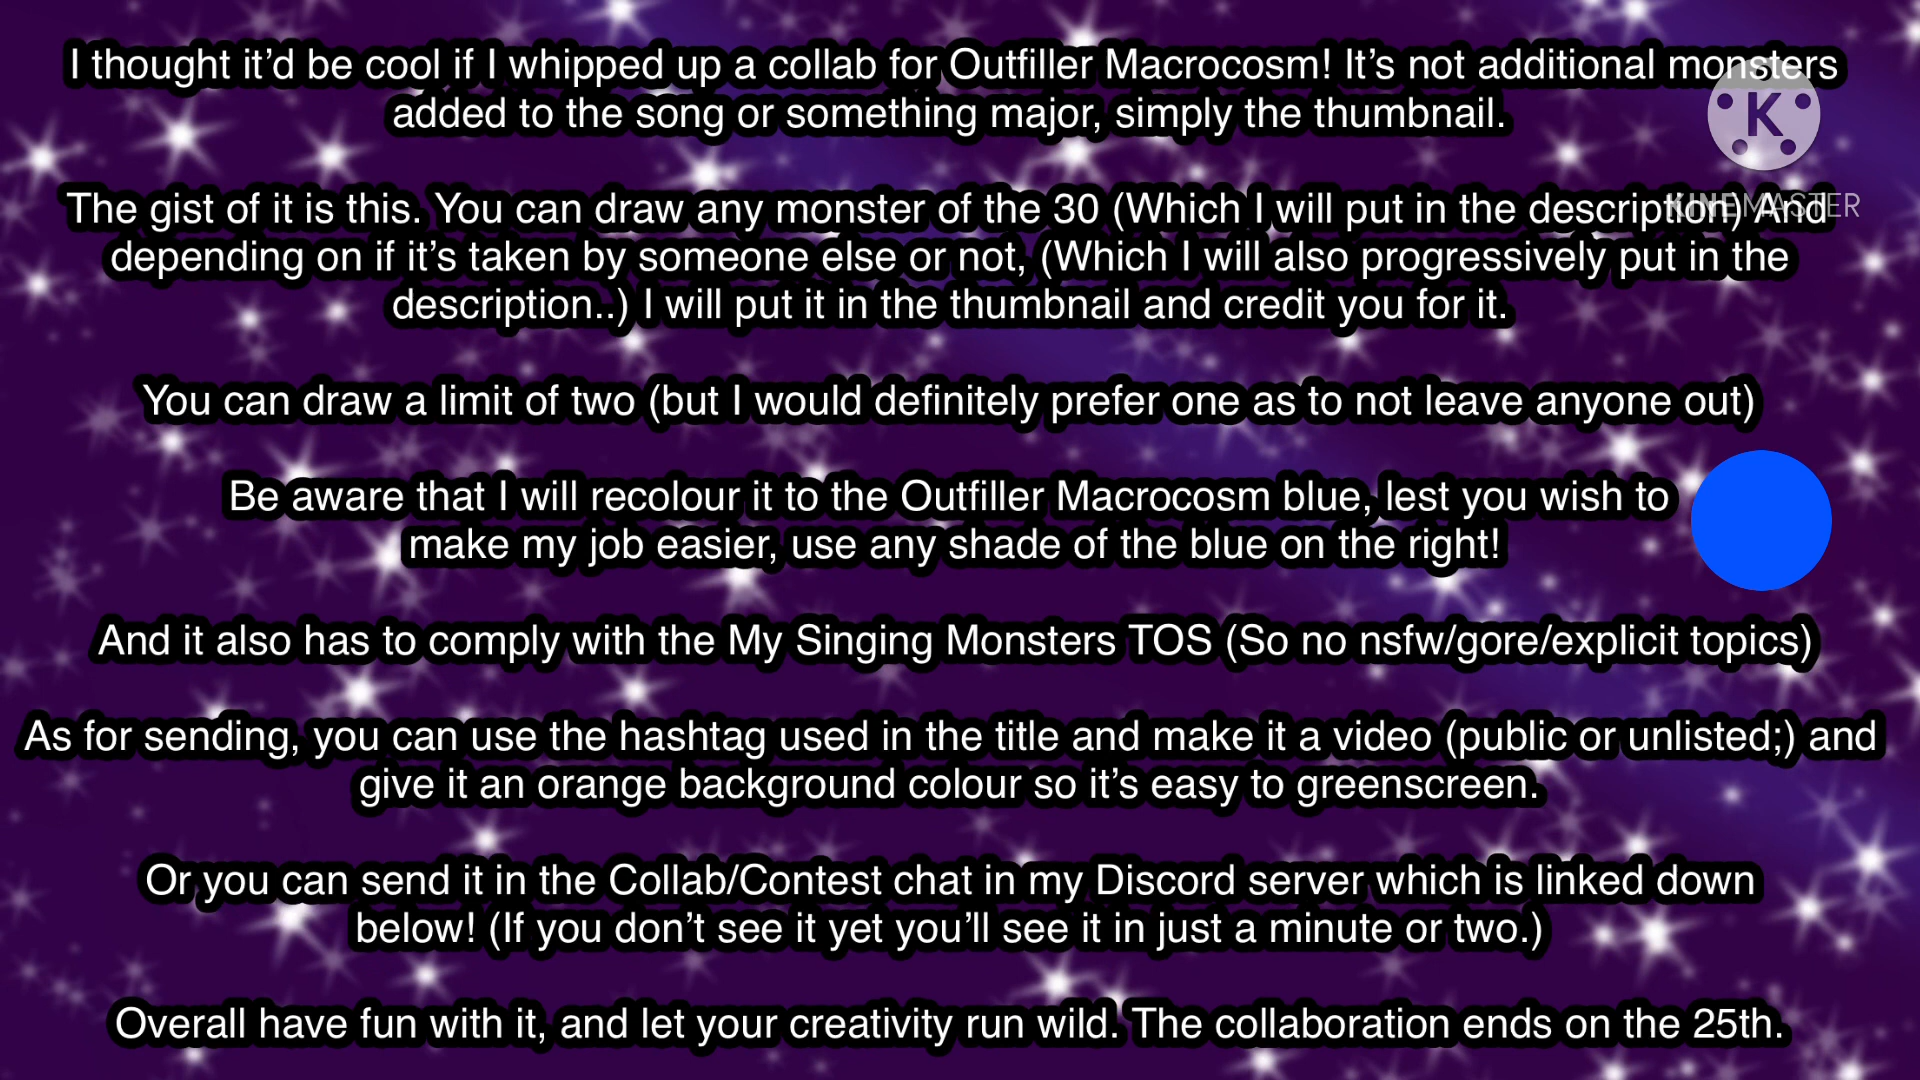 I thought it’d be cool if I whipped up a collab for Outfiller Macrocosm! It’s not additional monsters
added to the song or something major, simply the thumbnail.
K
KINEMASTER
The gist of it is this. You can draw any monster of the 30 (Which I will put in the description) And
depending on if it’s taken by someone else or not, (Which I will also progressively put in the
description..) I will put it in the thumbnail and credit you for it.
You can draw a limit of two (but I would definitely prefer one as to not leave anyone out)
Be aware that I will recolour it to the Outfiller Macrocosm blue, lest you wish to
make my job easier, use any shade of the blue on the right!
And it also has to comply with the My Singing Monsters TOS (So no nsfw/gore/explicit topics)
As for sending, you can use the hashtag used in the title and make it a video (public or unlisted;) and
give it an orange background colour so it’s easy to greenscreen.
Or you can send it in the Collab/Contest chat in my Discord server which is linked down
below! (If you don’t see it yet you’ll see it in just a minute or two.)
Overall have fun with it, and let your creativity run wild. The collaboration ends on the 25th.